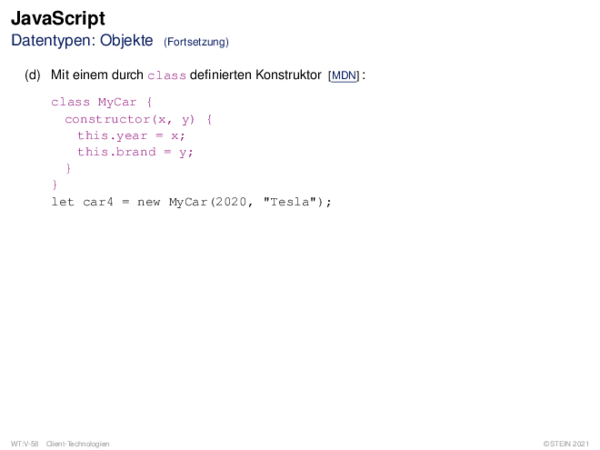 JavaScript
Datentypen: Objekte (Fortsetzung)
(d) Mit einem durch class definierten Konstruktor [MDN] :
class MyCar {
constructor(x, y) {
this.year = x;
this.brand = y;
}
}
let car4 = new MyCar(2020, "Tesla");
WT:V-58 Client-Technologien ©STEIN 2021